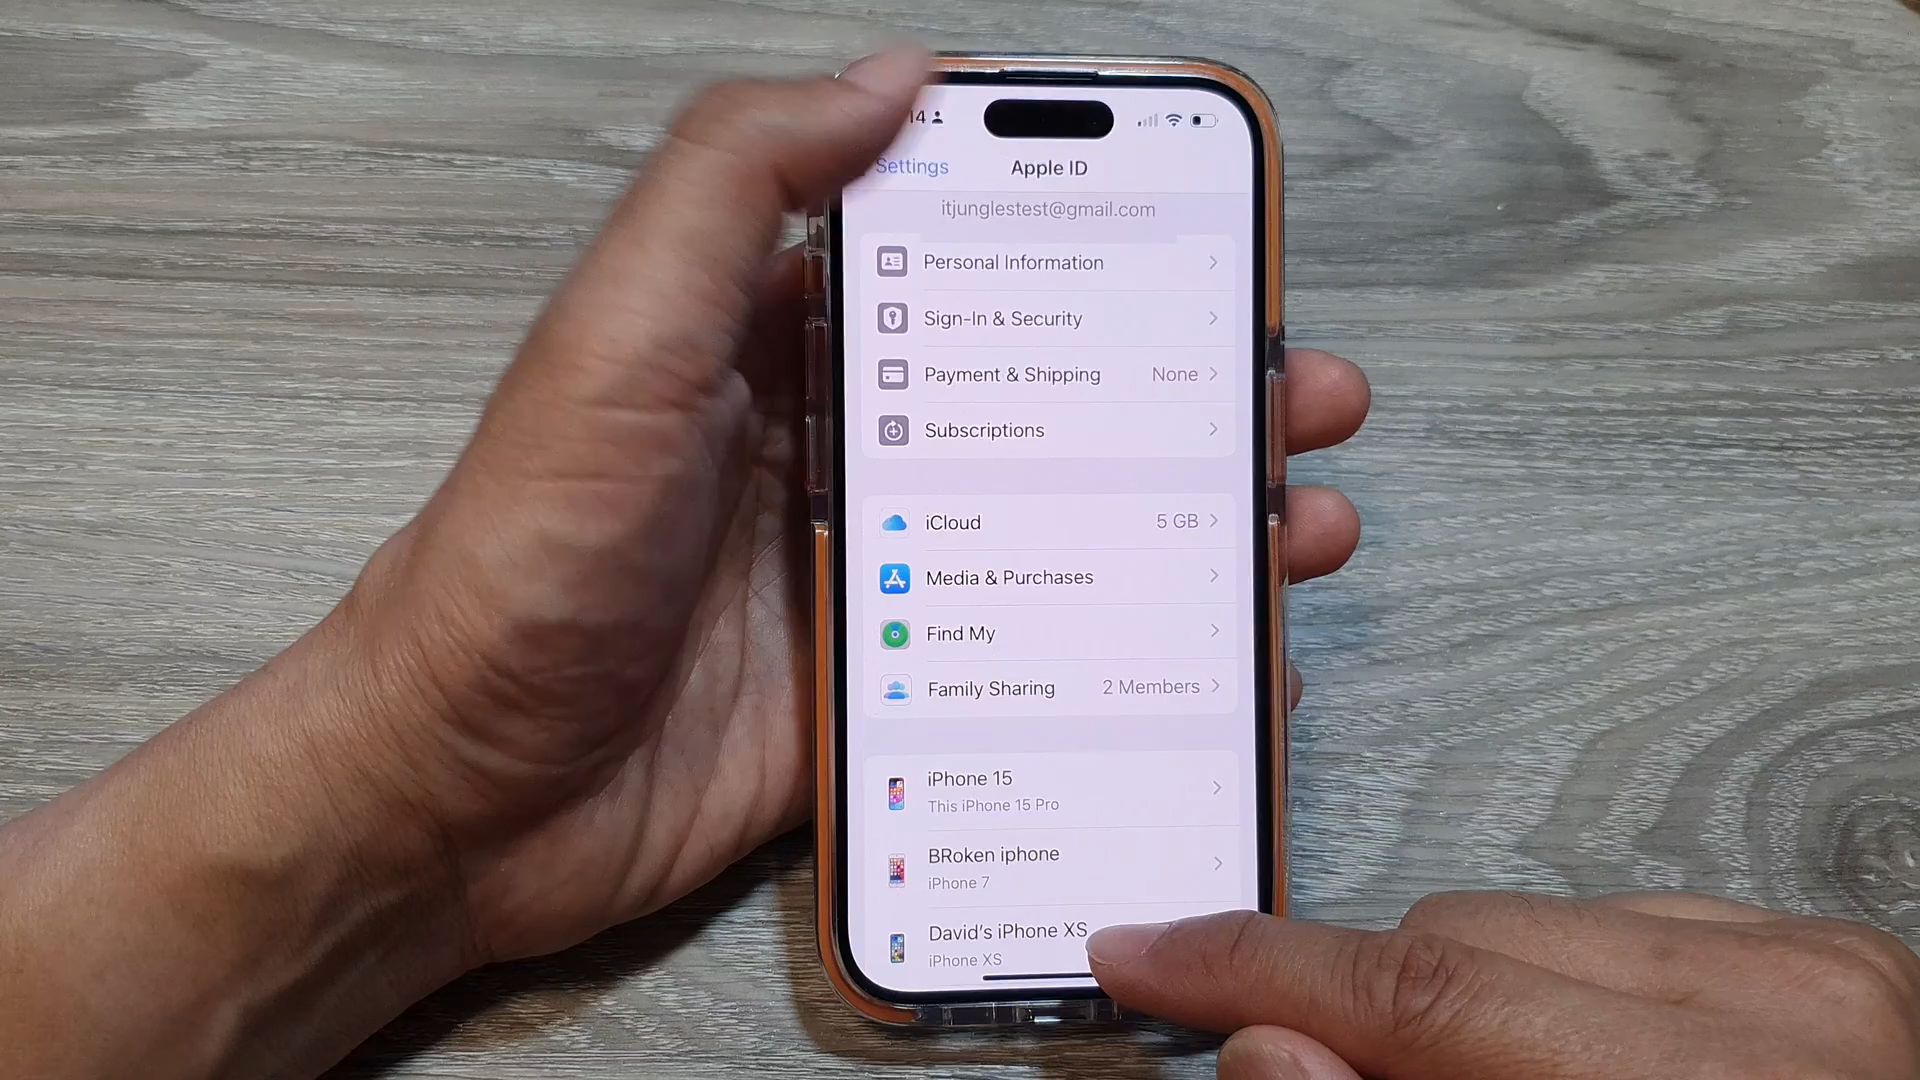 14
Settings
Apple ID
itjunglestest@gmail.com
Personal Information
Sign-In & Security
Payment & Shipping None
Subscriptions
iCloud 5 GB
Media & Purchases
Find My
Family Sharing 2 Members
iPhone 15
This iPhone 15 Pro
BRoken iphone
iPhone 7
David's iPhone XS
iPhone XS